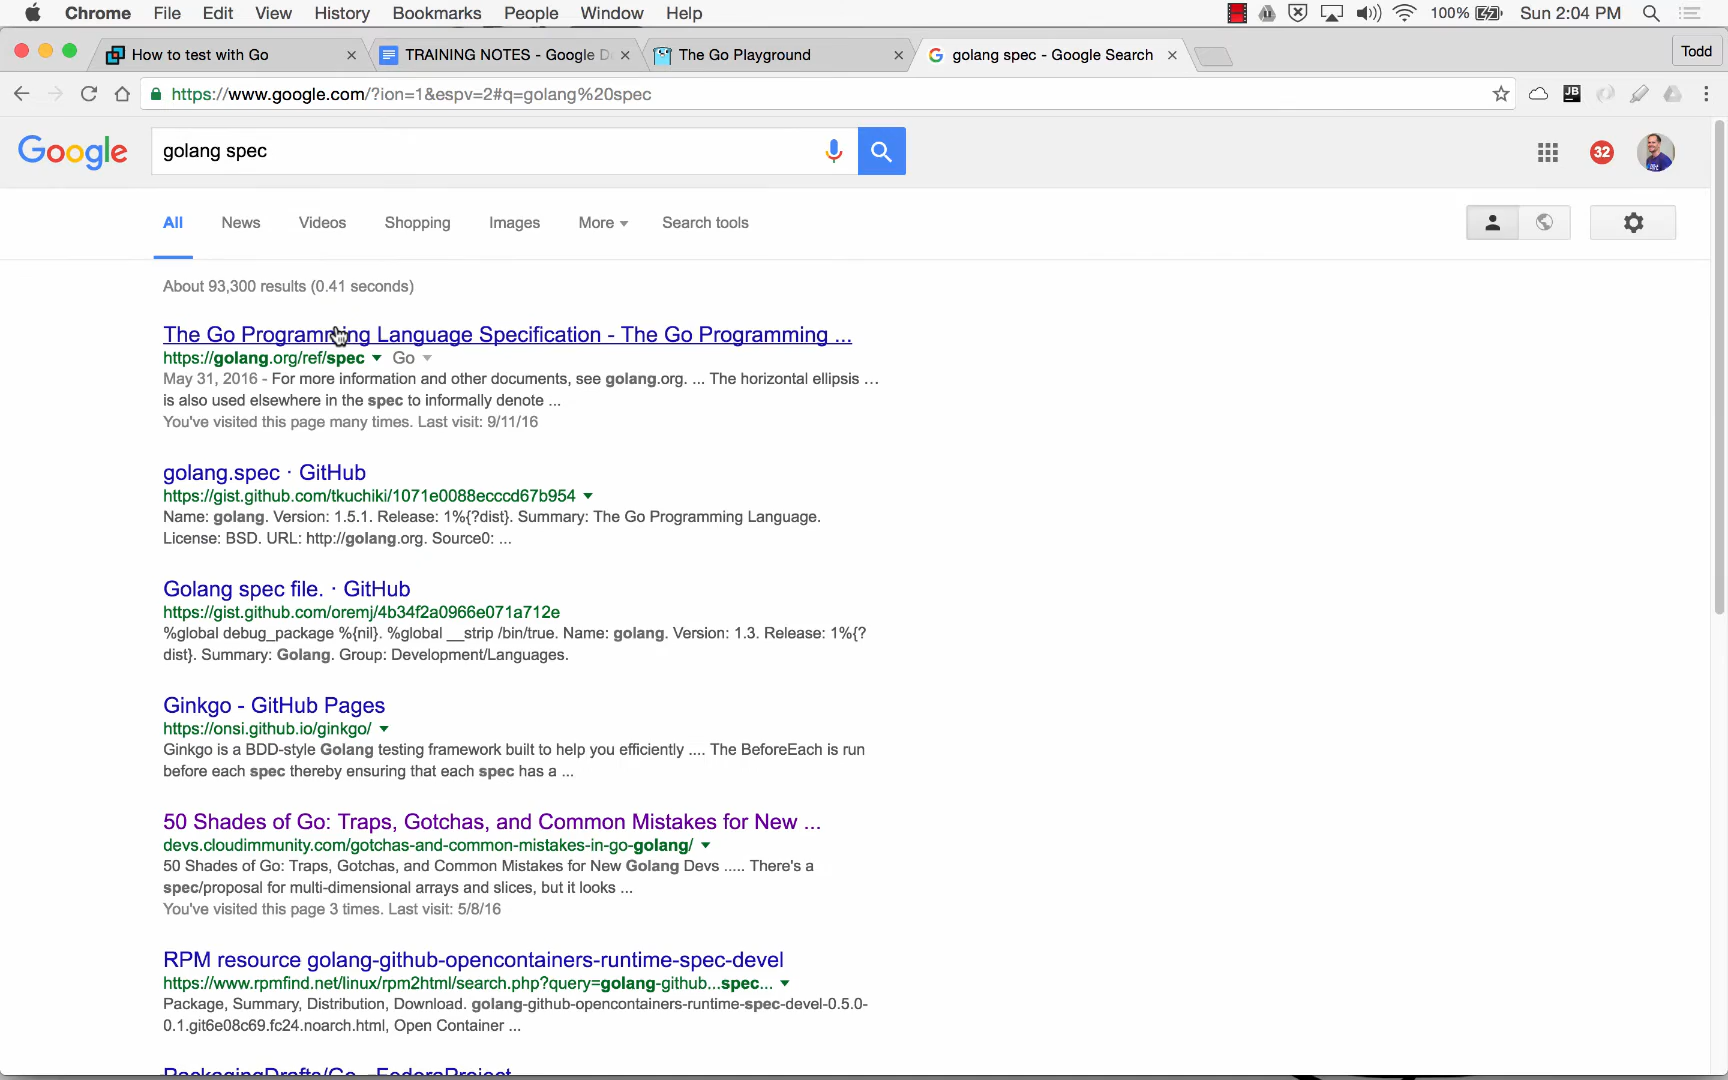 Chrome File Edit View History Bookmarks People Window Help 100% Sun 2:04 PM
How to test with Go TRAINING NOTES - Google D The Go Playground golang spec - Google Search Todd
https://www.google.com/?ion=1&espv=2#q=golang%20spec JB
Google golang spec 32
All News Videos Shopping Images More Search tools
About 93,300 results (0.41 seconds)
The Go Programming Language Specification - The Go Programming ...
https://golang.org/ref/spec Go
May 31, 2016 - For more information and other documents, see golang.org. ... The horizontal ellipsis …
is also used elsewhere in the spec to informally denote ...
You've visited this page many times. Last visit: 9/11/16
golang.spec · GitHub
https://gist.github.com/tkuchiki/1071e0088ecccd67b954
Name: golang. Version: 1.5.1. Release: 1%{?dist}. Summary: The Go Programming Language.
License: BSD. URL: http://golang.org. Source0: ...
Golang spec file. · GitHub
https://gist.github.com/oremj/4b34f2a0966e071a712e
%global debug_package %{nil}. %global __strip /bin/true. Name: golang. Version: 1.3. Release: 1%{?
dist}. Summary: Golang. Group: Development/Languages.
Ginkgo - GitHub Pages
https://onsi.github.io/ginkgo/
Ginkgo is a BDD-style Golang testing framework built to help you efficiently .... The BeforeEach is run
before each spec thereby ensuring that each spec has a ...
50 Shades of Go: Traps, Gotchas, and Common Mistakes for New ...
devs.cloudimmunity.com/gotchas-and-common-mistakes-in-go-golang/
50 Shades of Go: Traps, Gotchas, and Common Mistakes for New Golang Devs ..... There's a
spec/proposal for multi-dimensional arrays and slices, but it looks ...
You've visited this page 3 times. Last visit: 5/8/16
RPM resource golang-github-opencontainers-runtime-spec-devel
https://www.rpmfind.net/linux/rpm2html/search.php?query=golang-github...spec...
Package, Summary, Distribution, Download. golang-github-opencontainers-runtime-spec-devel-0.5.0-
0.1.git6e08c69.fc24.noarch.html, Open Container ...
PackagingDrafts/Go - FedoraProject